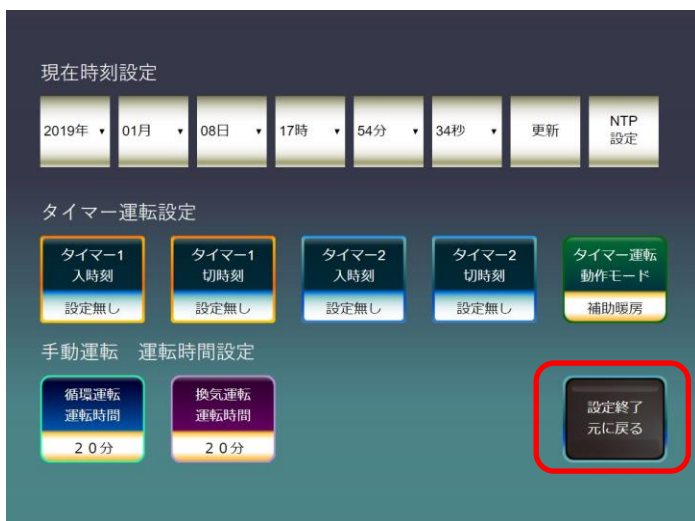 現在時刻設定
2019年 ▼ 01月 ▼ 08日 ▼ 17時 ▼ 54分 ▼ 34秒 ▼ 更新 NTP
設定
タイマー運転設定
タイマー1
入時刻
設定無し
タイマー1
切時刻
設定無し
タイマー2
入時刻
設定無し
タイマー2
切時刻
設定無し
タイマー運転
動作モード
補助暖房
手動運転　運転時間設定
循環運転
運転時間
２０分
換気運転
運転時間
２０分
設定終了
元に戻る